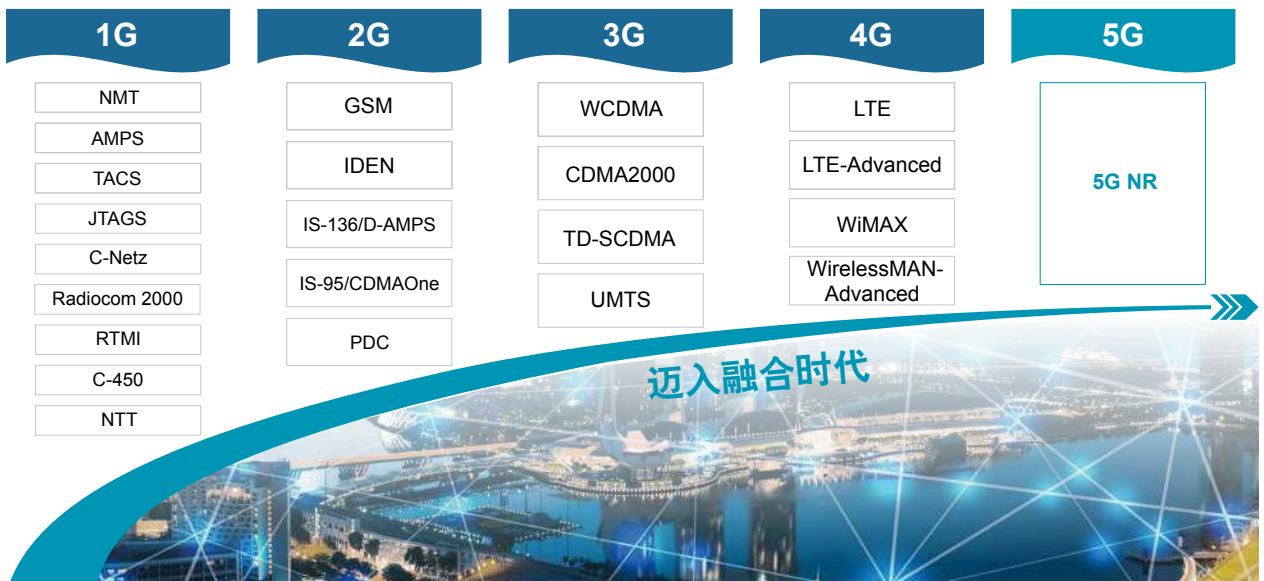 1G
NMT
AMPS
TACS
JTAGS
C-Netz
Radiocom 2000
RTMI
C-450
NTT
2G
GSM
IDEN
IS-136/D-AMPS
IS-95/CDMAOne
PDC
3G
WCDMA
CDMA2000
TD-SCDMA
UMTS
4G
LTE
LTE-Advanced
WiMAX
WirelessMAN-
Advanced
5G
5G NR
迈入融合时代